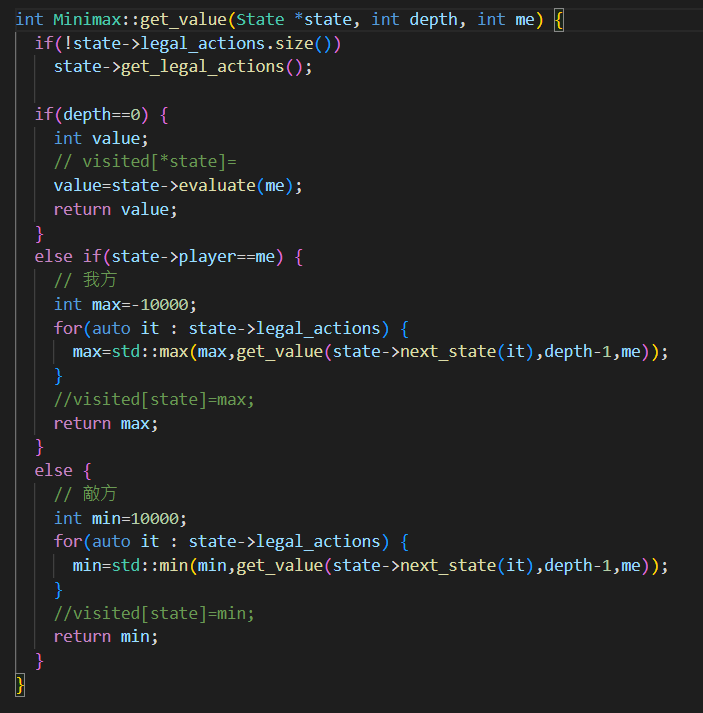 int Minimax::get_value(State *state, int depth, int me) {
  if(!state->legal_actions.size())
    state->get_legal_actions();
  if(depth==0) {
    int value;
    // visited[*state]=
    value=state->evaluate(me);
    return value;
  }
  else if(state->player==me) {
    // 我方
    int max=-10000;
    for(auto it : state->legal_actions) {
      max=std::max(max,get_value(state->next_state(it),depth-1,me));
    }
    //visited[state]=max;
    return max;
  }
  else {
    // 敵方
    int min=10000;
    for(auto it : state->legal_actions) {
      min=std::min(min,get_value(state->next_state(it),depth-1,me));
    }
    //visited[state]=min;
    return min;
  }
}